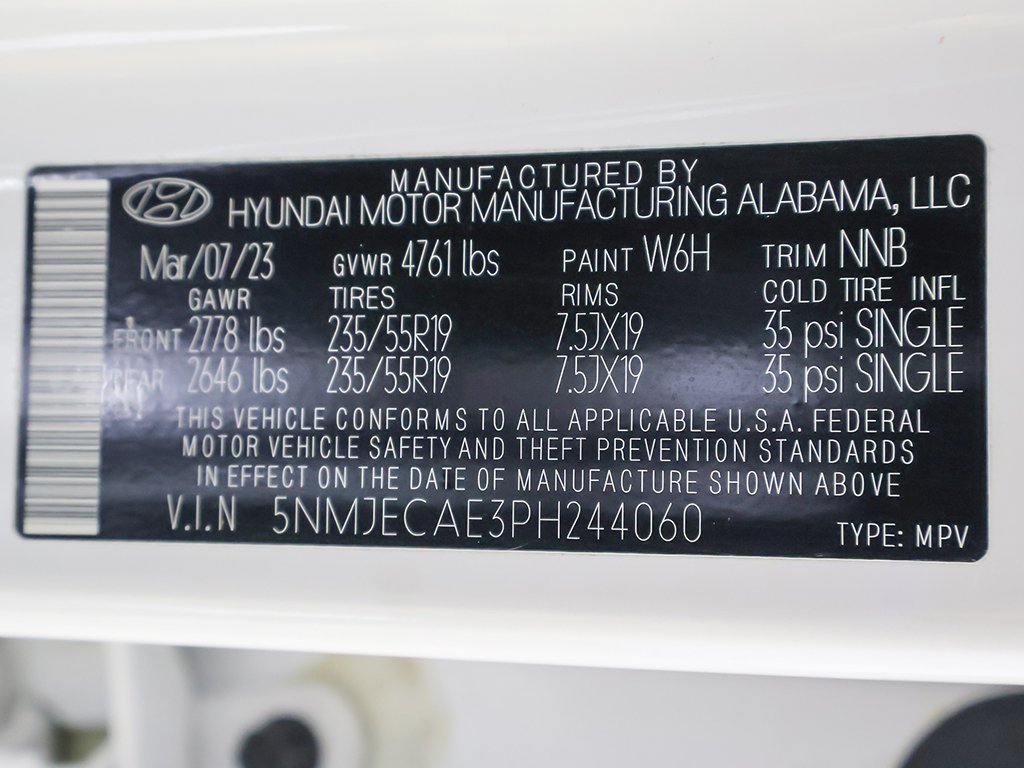 MANUFACTURED BY
HYUNDAI MOTOR MANUFACTURING ALABAMA, LLC
Mar/07/23 GVWR 4761 lbs PAINT W6H TRIM NNB
GAWR TIRES RIMS COLD TIRE INFL
FRONT 2778 lbs 235/55R19 7.5JX19 35 psi SINGLE
REAR 2646 lbs 235/55R19 7.5JX19 35 psi SINGLE
THIS VEHICLE CONFORMS TO ALL APPLICABLE U.S.A. FEDERAL
MOTOR VEHICLE SAFETY AND THEFT PREVENTION STANDARDS
IN EFFECT ON THE DATE OF MANUFACTURE SHOWN ABOVE
V.I.N 5NMJECAE3PH244060 TYPE: MPV